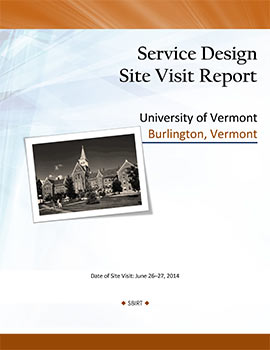 Service Design
Site Visit Report
University of Vermont
Burlington, Vermont
Date of Site Visit: June 26–27, 2014
◆ SBIRT ◆